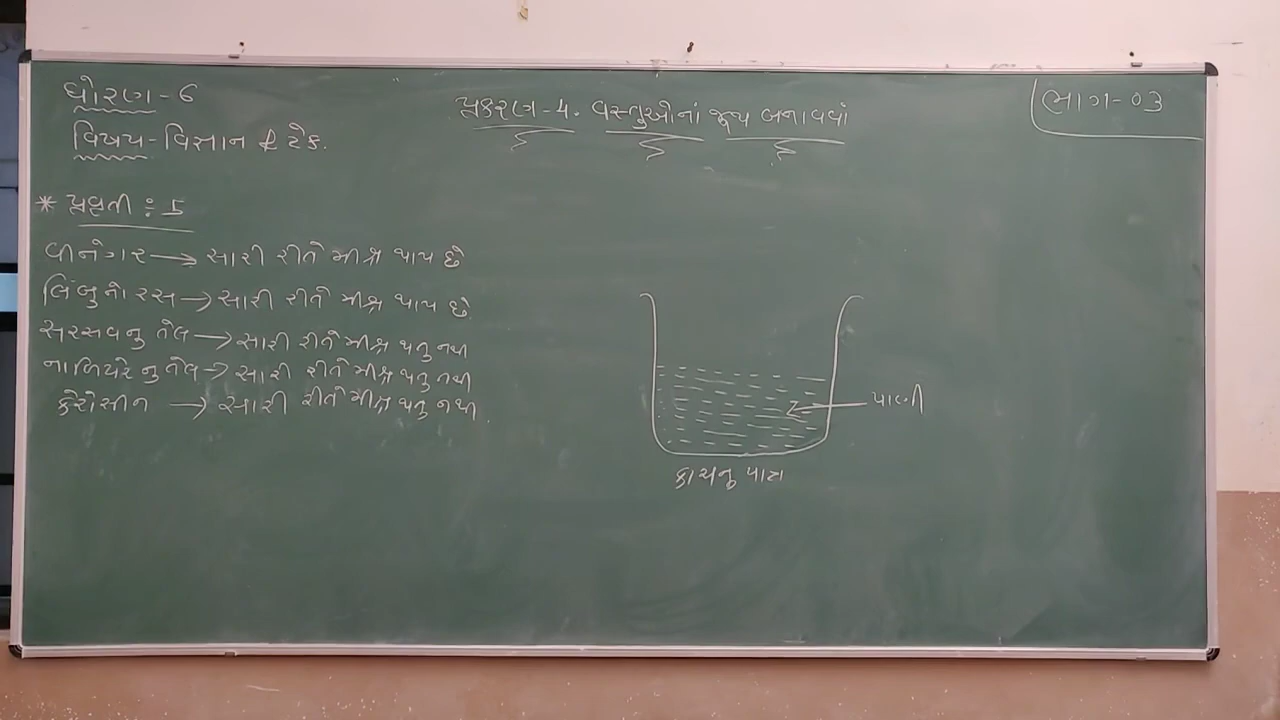 ધોરણ-6
વિષય-વિજ્ઞાન & ટેક.
પ્રકરણ-4. વસ્તુઓનાં જૂથ બનાવવાં
ભાગ-03
* પ્રવૃતી : 5
વીનેગર → સારી રીતે મીશ્ર થાય છે
લિંબુનો રસ → સારી રીતે મીશ્ર થાય છે.
સરસવનુ તેલ → સારી રીતે મીશ્ર થતુ નથી
નાળિયેરનુ તેલ → સારી રીતે મીશ્ર થતુ નથી
કેરોસીન → સારી રીતે મીશ્ર થતુ નથી.
પાણી
કાચનુ પાત્ર